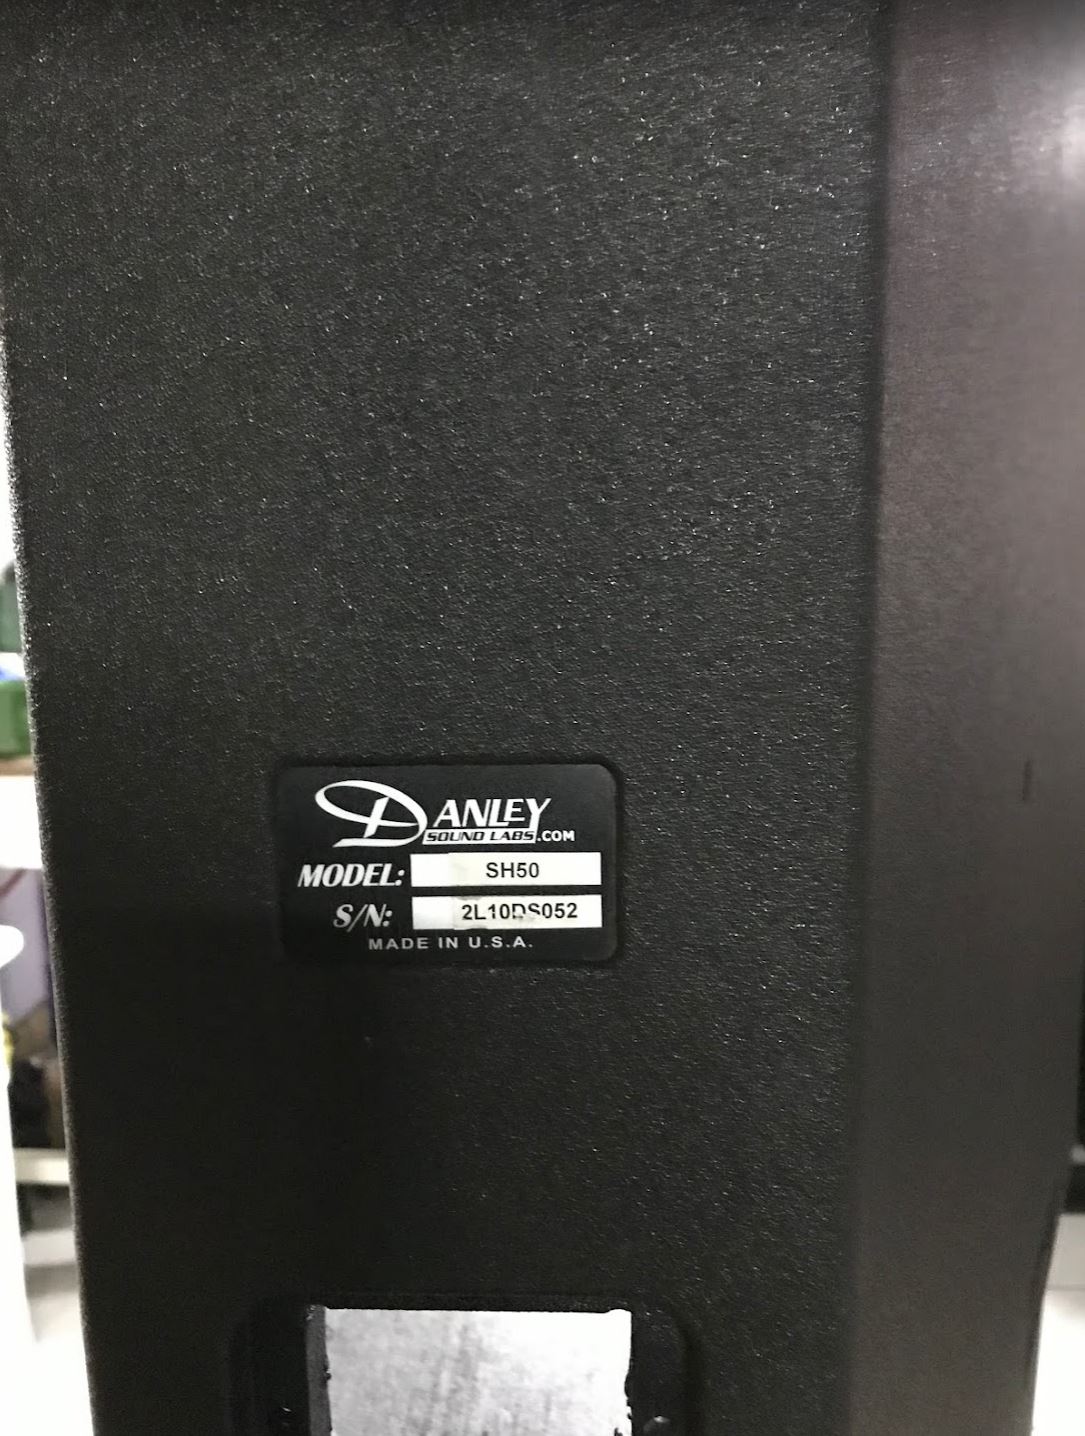 DANLEY
SOUND LABS.COM
MODEL: SH50
S/N: 2L10DS052
MADE IN U.S.A.